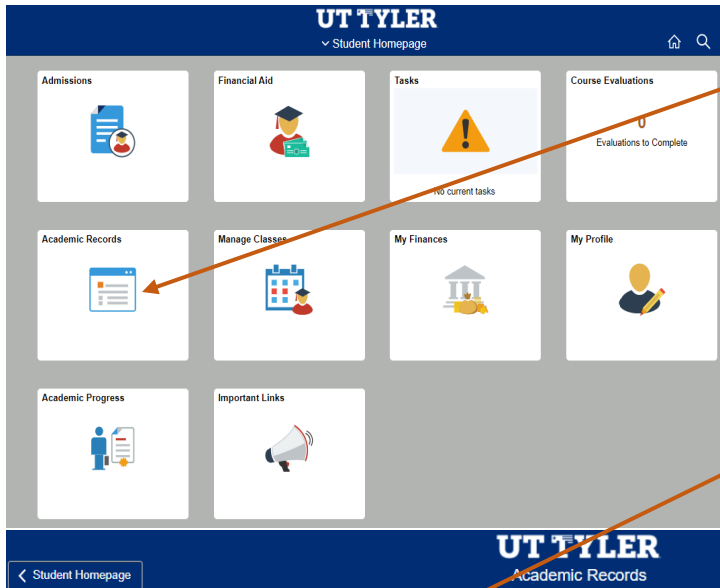 UT TYLER
Student Homepage
Admissions
Financial Aid
Tasks
No current tasks
Course Evaluations
0
Evaluations to Complete
Academic Records
Manage Classes
My Finances
My Profile
Academic Progress
Important Links
UT TYLER
Student Homepage
Academic Records